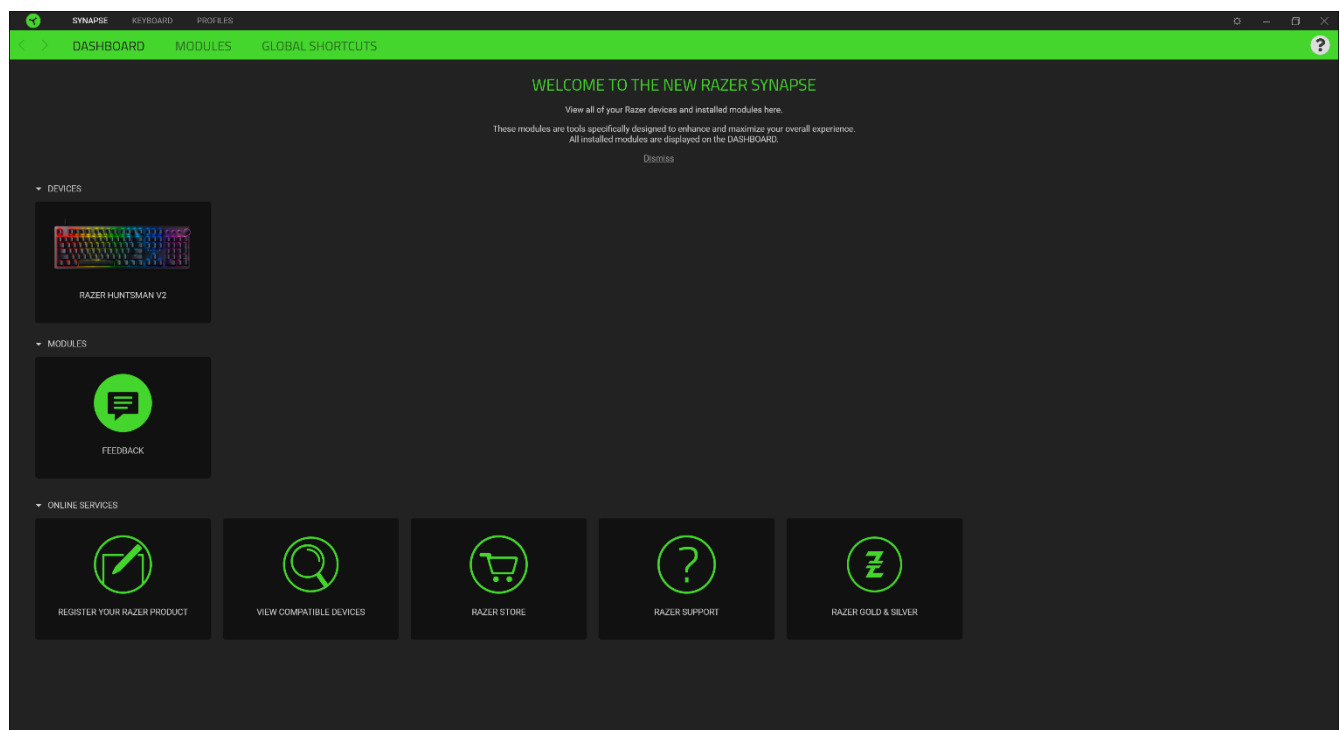 SYNAPSE KEYBOARD PROFILES
DASHBOARD MODULES GLOBAL SHORTCUTS ?
WELCOME TO THE NEW RAZER SYNAPSE
View all of your Razer devices and installed modules here.
These modules are tools specifically designed to enhance and maximize your overall experience.
All installed modules are displayed on the DASHBOARD.
Dismiss
DEVICES
RAZER HUNTSMAN V2
MODULES
FEEDBACK
ONLINE SERVICES
REGISTER YOUR RAZER PRODUCT
VIEW COMPATIBLE DEVICES
RAZER STORE
RAZER SUPPORT
RAZER GOLD & SILVER